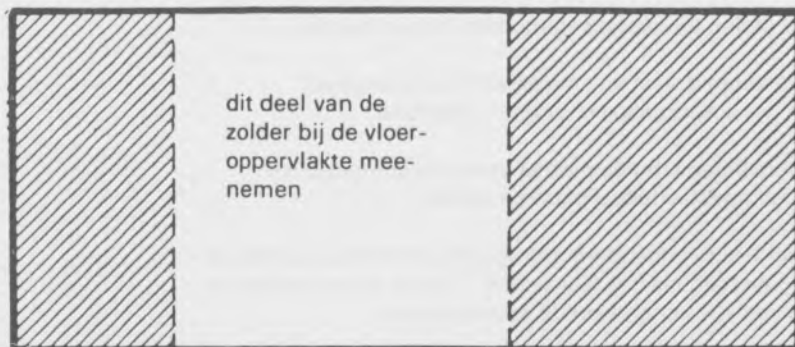 dit deel van de
zolder bij de vloer-
oppervlakte mee-
nemen